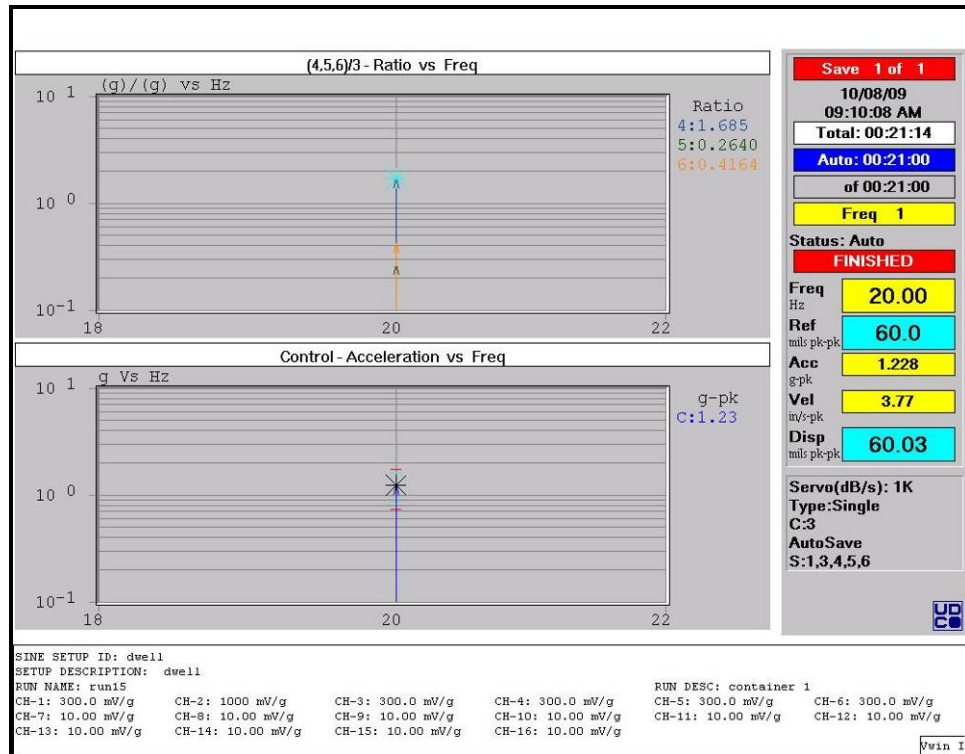 (4,5,6)/3 - Ratio vs Freq
(g)/(g) vs Hz
10 1
10 0
10-1
18
20
22
Ratio
4:1.685
5:0.2640
6:0.4164
Control - Acceleration vs Freq
g Vs Hz
10 1
10 0
10-1
18
20
22
g-pk
C:1.23
Save 1 of 1
10/08/09
09:10:08 AM
Total: 00:21:14
Auto: 00:21:00
of 00:21:00
Freq 1
Status: Auto
FINISHED
Freq
Hz
20.00
Ref
mils pk-pk
60.0
Acc
g-pk
1.228
Vel
in/s-pk
3.77
Disp
mils pk-pk
60.03
Servo(dB/s): 1K
Type:Single
C:3
AutoSave
S:1,3,4,5,6
UD
CO
SINE SETUP ID: dwell
SETUP DESCRIPTION: dwell
RUN NAME: run15 RUN DESC: container 1
CH-1: 300.0 mV/g CH-2: 1000 mV/g CH-3: 300.0 mV/g CH-4: 300.0 mV/g CH-5: 300.0 mV/g CH-6: 300.0 mV/g
CH-7: 10.00 mV/g CH-8: 10.00 mV/g CH-9: 10.00 mV/g CH-10: 10.00 mV/g CH-11: 10.00 mV/g CH-12: 10.00 mV/g
CH-13: 10.00 mV/g CH-14: 10.00 mV/g CH-15: 10.00 mV/g CH-16: 10.00 mV/g
Vwin I